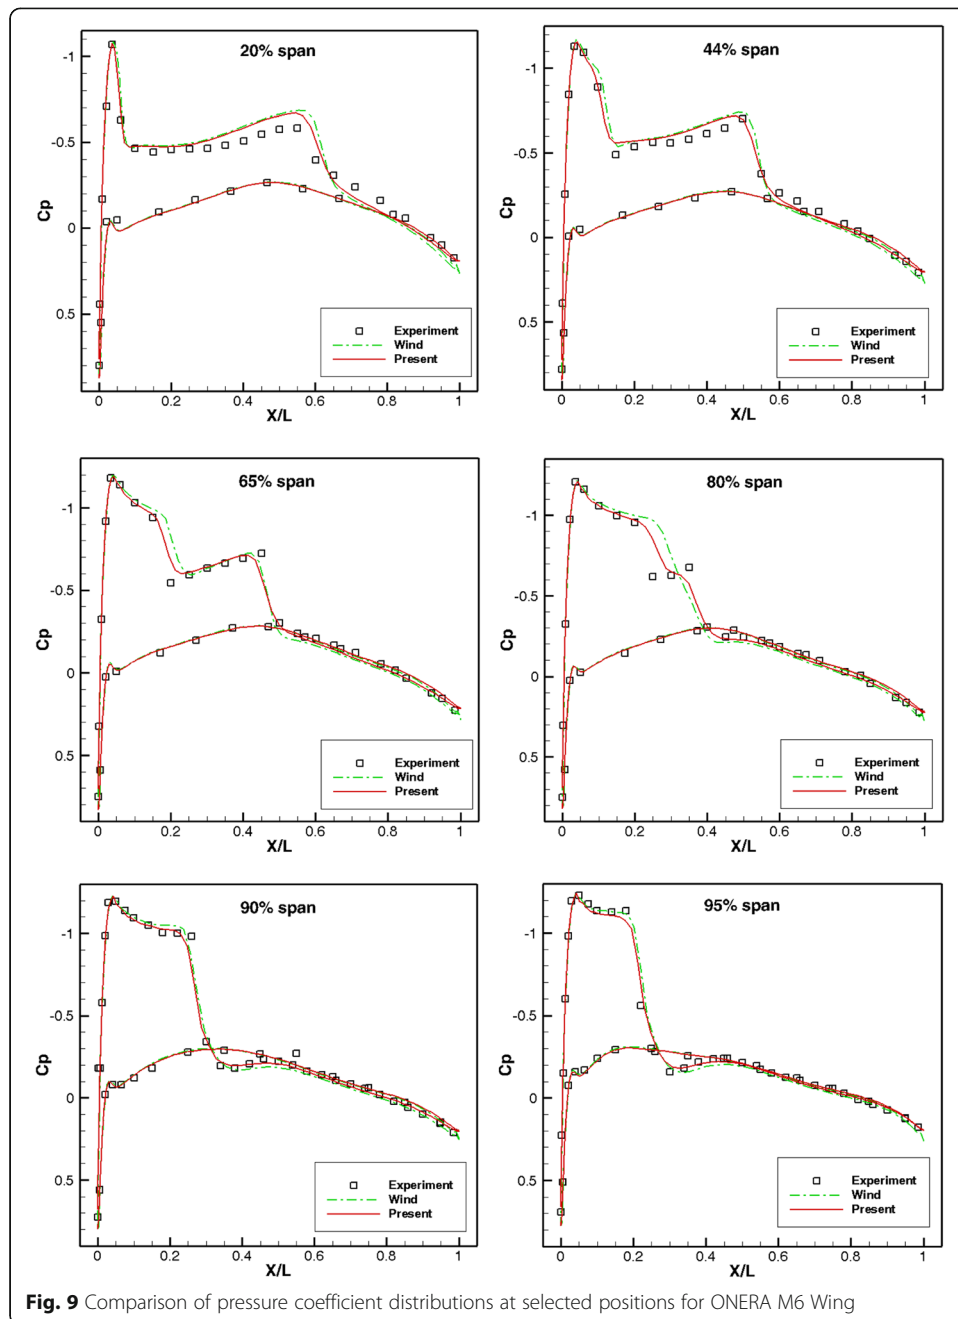 20% span
-1
-0.5
0
0.5
Cp
Experiment
Wind
Present
0 0.2 0.4 0.6 0.8 1
X/L
44% span
-1
-0.5
0
0.5
Cp
Experiment
Wind
Present
0 0.2 0.4 0.6 0.8 1
X/L
65% span
-1
-0.5
0
0.5
Cp
Experiment
Wind
Present
0 0.2 0.4 0.6 0.8 1
X/L
80% span
-1
-0.5
0
0.5
Cp
Experiment
Wind
Present
0 0.2 0.4 0.6 0.8 1
X/L
90% span
-1
-0.5
0
0.5
Cp
Experiment
Wind
Present
0 0.2 0.4 0.6 0.8 1
X/L
95% span
-1
-0.5
0
0.5
Cp
Experiment
Wind
Present
0 0.2 0.4 0.6 0.8 1
X/L
Fig. 9 Comparison of pressure coefficient distributions at selected positions for ONERA M6 Wing